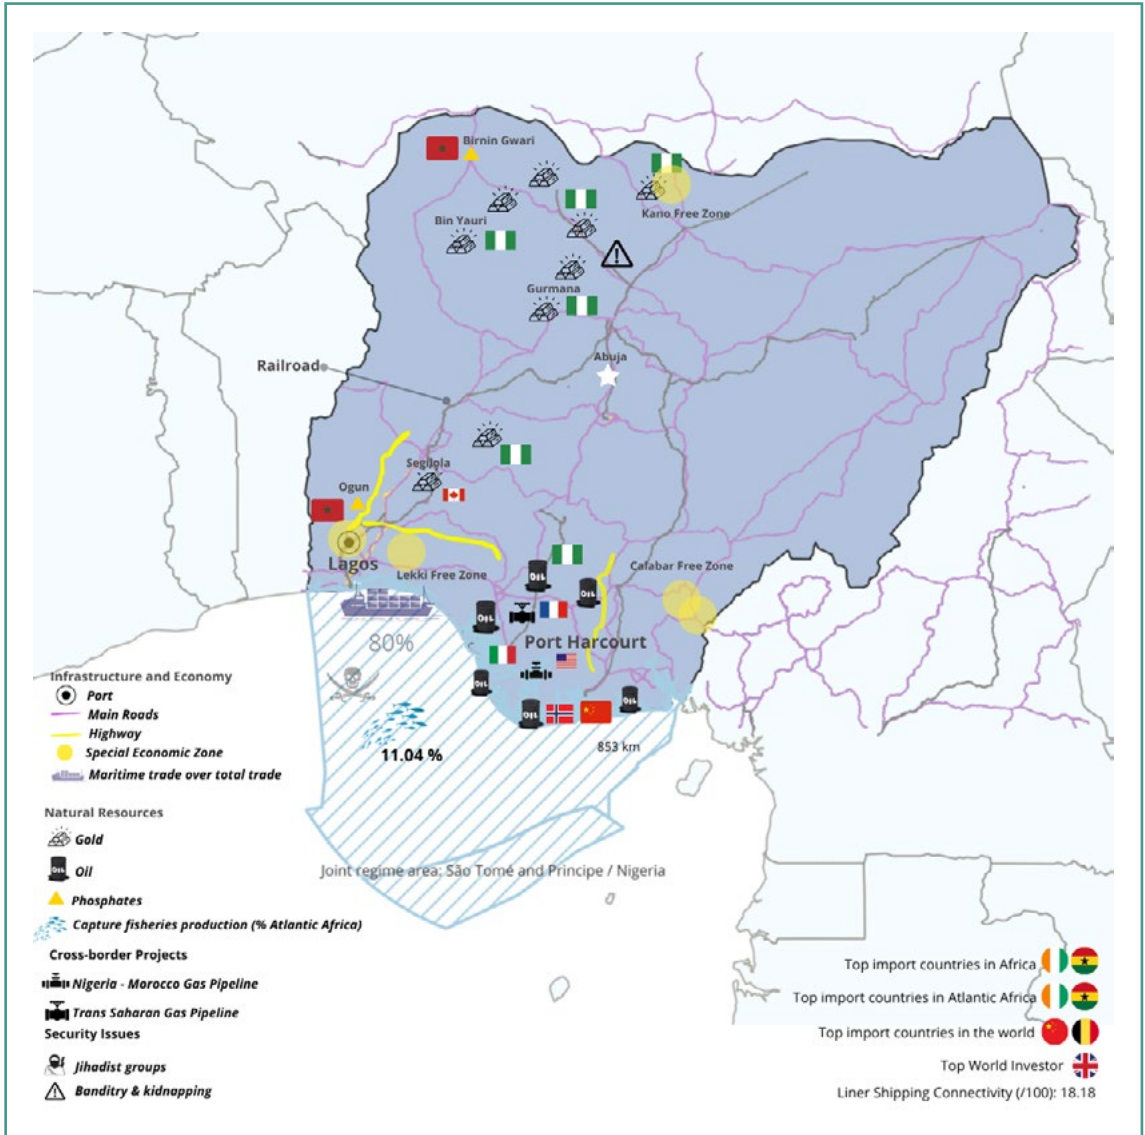 Birnin Gwari
Kano Free Zone
Bin Yauri
Gurmana
Abuja
Railroad
Segilola
Ogun
Lagos
Lekki Free Zone
Calabar Free Zone
Port Harcourt
80%
11.04 %
853 km
Joint regime area: São Tomé and Principe / Nigeria
Infrastructure and Economy
Port
Main Roads
Highway
Special Economic Zone
Maritime trade over total trade
Natural Resources
Gold
Oil
Phosphates
Capture fisheries production (% Atlantic Africa)
Cross-border Projects
Nigeria - Morocco Gas Pipeline
Trans Saharan Gas Pipeline
Security Issues
Jihadist groups
Banditry & kidnapping
Top import countries in Africa
Top import countries in Atlantic Africa
Top import countries in the world
Top World Investor
Liner Shipping Connectivity (/100): 18.18